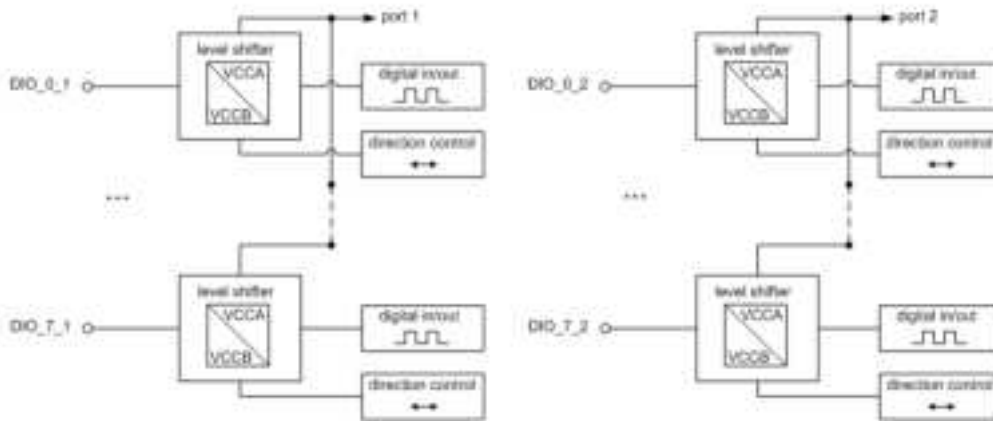 port 1
level shifter
VCCA
VCCB
DIO_0_1
digital in/out
direction control
...
level shifter
VCCA
VCCB
DIO_7_1
digital in/out
direction control
port 2
level shifter
VCCA
VCCB
DIO_0_2
digital in/out
direction control
...
level shifter
VCCA
VCCB
DIO_7_2
digital in/out
direction control